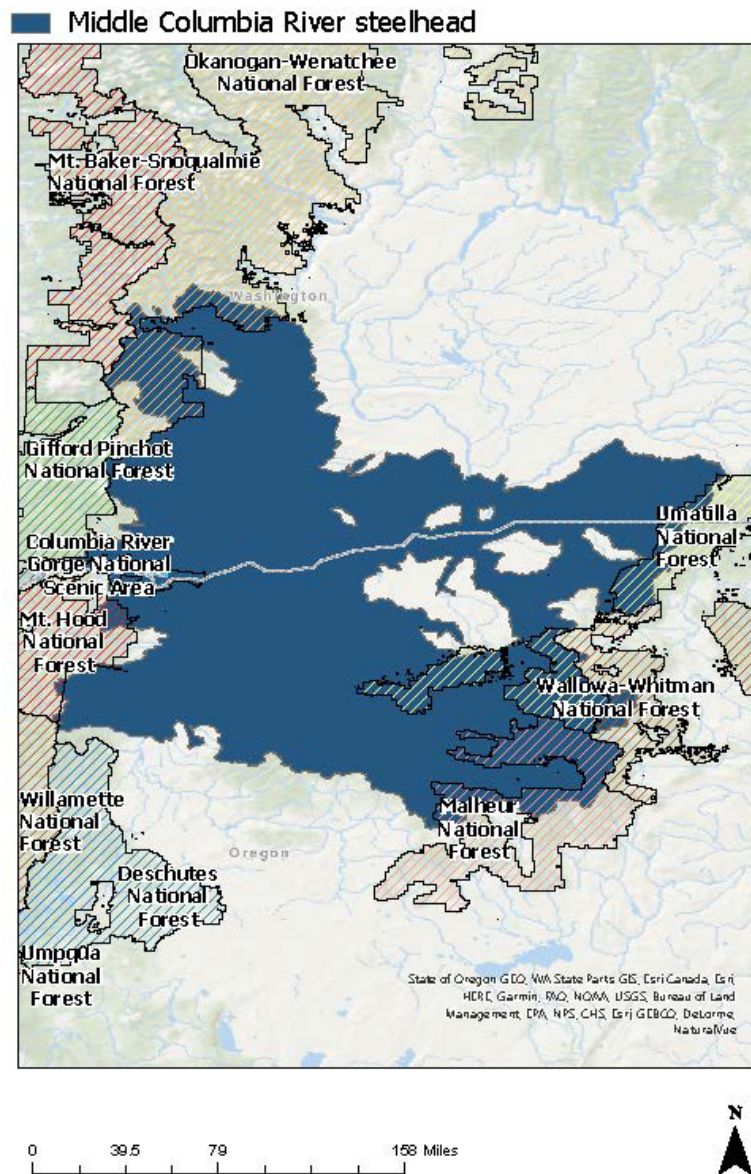 Middle Columbia River steelhead
Okanogan-Wenatchee
National Forest
Mt. Baker-Snoqualmie
National Forest
Washington
Gifford Pinchot
National Forest
Umatilla
National
Forest
Columbia River
Gorge National
Scenic Area
Mt. Hood
National
Forest
Wallowa-Whitman
National Forest
Willamette
National
Forest
Malheur
National
Forest
Oregon
Deschutes
National
Forest
Umpqua
National
Forest
State of Oregon GEO, WA State Parks GIS, Esri Canada, Esri,
HERE, Garmin, FAO, NOAA, USGS, Bureau of Land
Management, EPA, NPS, CHS, Esri, GEBCO, DeLorme,
NaturalVue
N
0 39.5 79 158 Miles